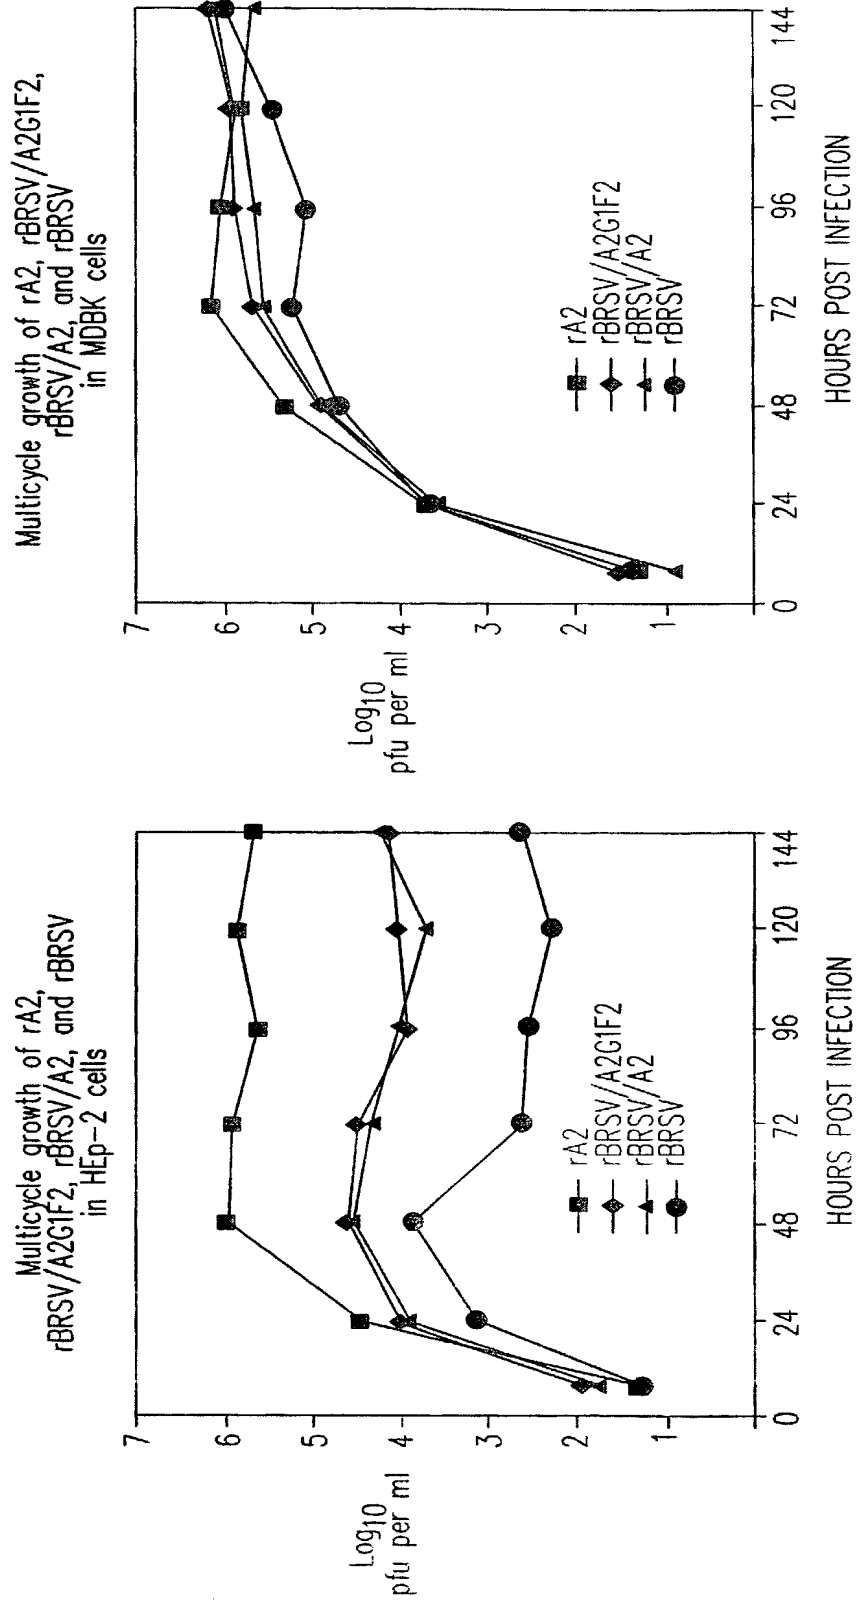 Multicycle growth of rA2,
rBRSV/A2G1F2, rBRSV/A2, and rBRSV
in HEp-2 cells
7
6
5
4
3
2
1
Log10
pfu per ml
rA2
rBRSV/A2G1F2
rBRSV/A2
rBRSV
0 24 48 72 96 120 144
HOURS POST INFECTION
Multicycle growth of rA2, rBRSV/A2G1F2,
rBRSV/A2, and rBRSV
in MDBK cells
7
6
5
4
3
2
1
Log10
pfu per ml
rA2
rBRSV/A2G1F2
rBRSV/A2
rBRSV
0 24 48 72 96 120 144
HOURS POST INFECTION